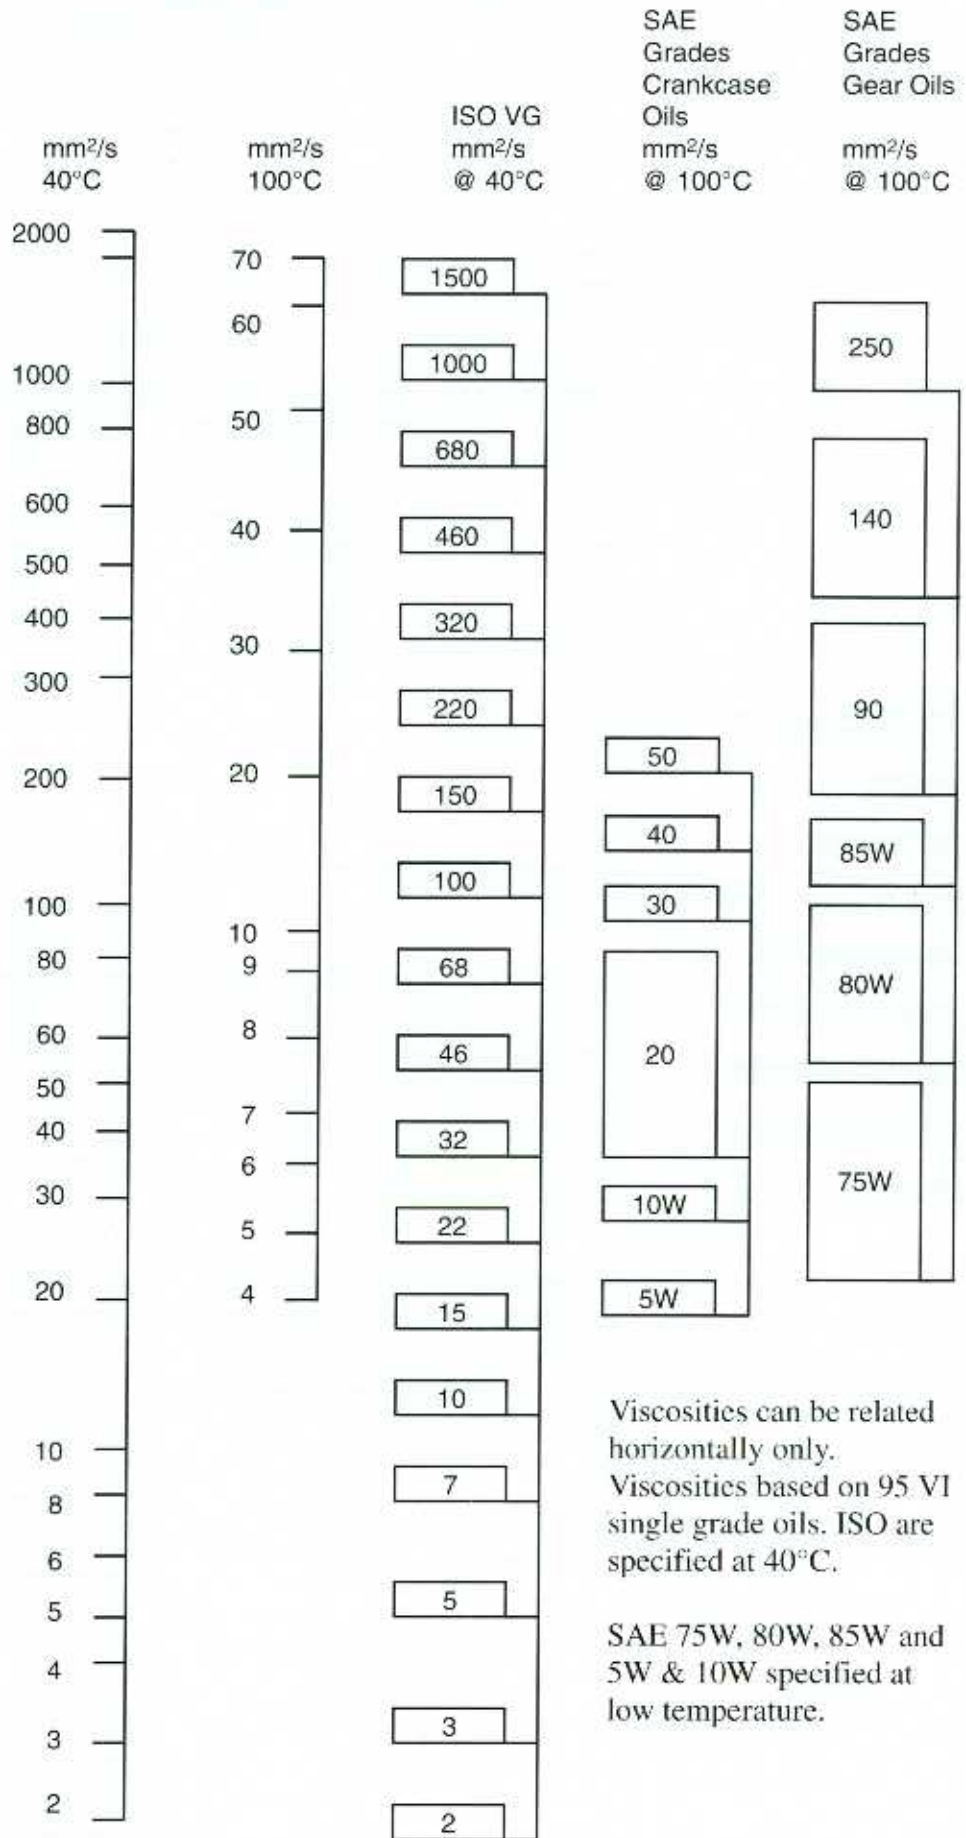 SAE
Grades
Crankcase
Oils
mm²/s
@ 100°C
SAE
Grades
Gear Oils
mm²/s
@ 100°C
ISO VG
mm²/s
@ 40°C
mm²/s
40°C
mm²/s
100°C
2000
1000
800
600
500
400
300
200
100
80
60
50
40
30
20
10
8
6
5
4
3
2
70
60
50
40
30
20
10
9
8
7
6
5
4
1500
1000
680
460
320
220
150
100
68
46
32
22
15
10
7
5
3
2
50
40
30
20
10W
5W
250
140
90
85W
80W
75W
Viscosities can be related
horizontally only.
Viscosities based on 95 VI
single grade oils. ISO are
specified at 40°C.
SAE 75W, 80W, 85W and
5W & 10W specified at
low temperature.